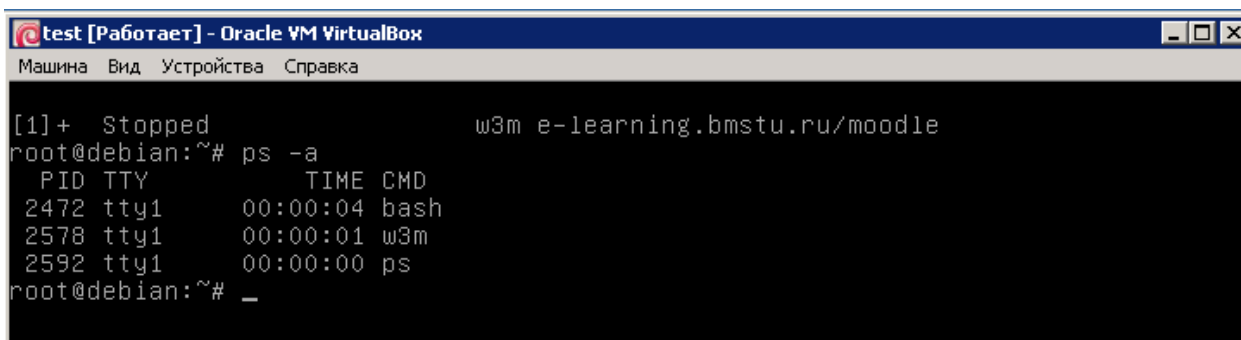 test [Работает] - Oracle VM VirtualBox
Машина Вид Устройства Справка
[1]+  Stopped                 w3m e-learning.bmstu.ru/moodle
root@debian:~# ps -a
  PID TTY          TIME CMD
 2472 tty1     00:00:04 bash
 2578 tty1     00:00:01 w3m
 2592 tty1     00:00:00 ps
root@debian:~# _